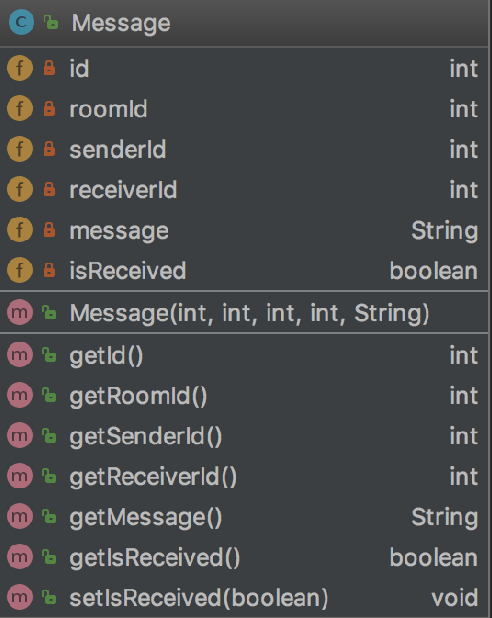 C Message
f id int
f roomId int
f senderId int
f receiverId int
f message String
f isReceived boolean
m Message(int, int, int, int, String)
m getId() int
m getRoomId() int
m getSenderId() int
m getReceiverId() int
m getMessage() String
m getIsReceived() boolean
m setIsReceived(boolean) void